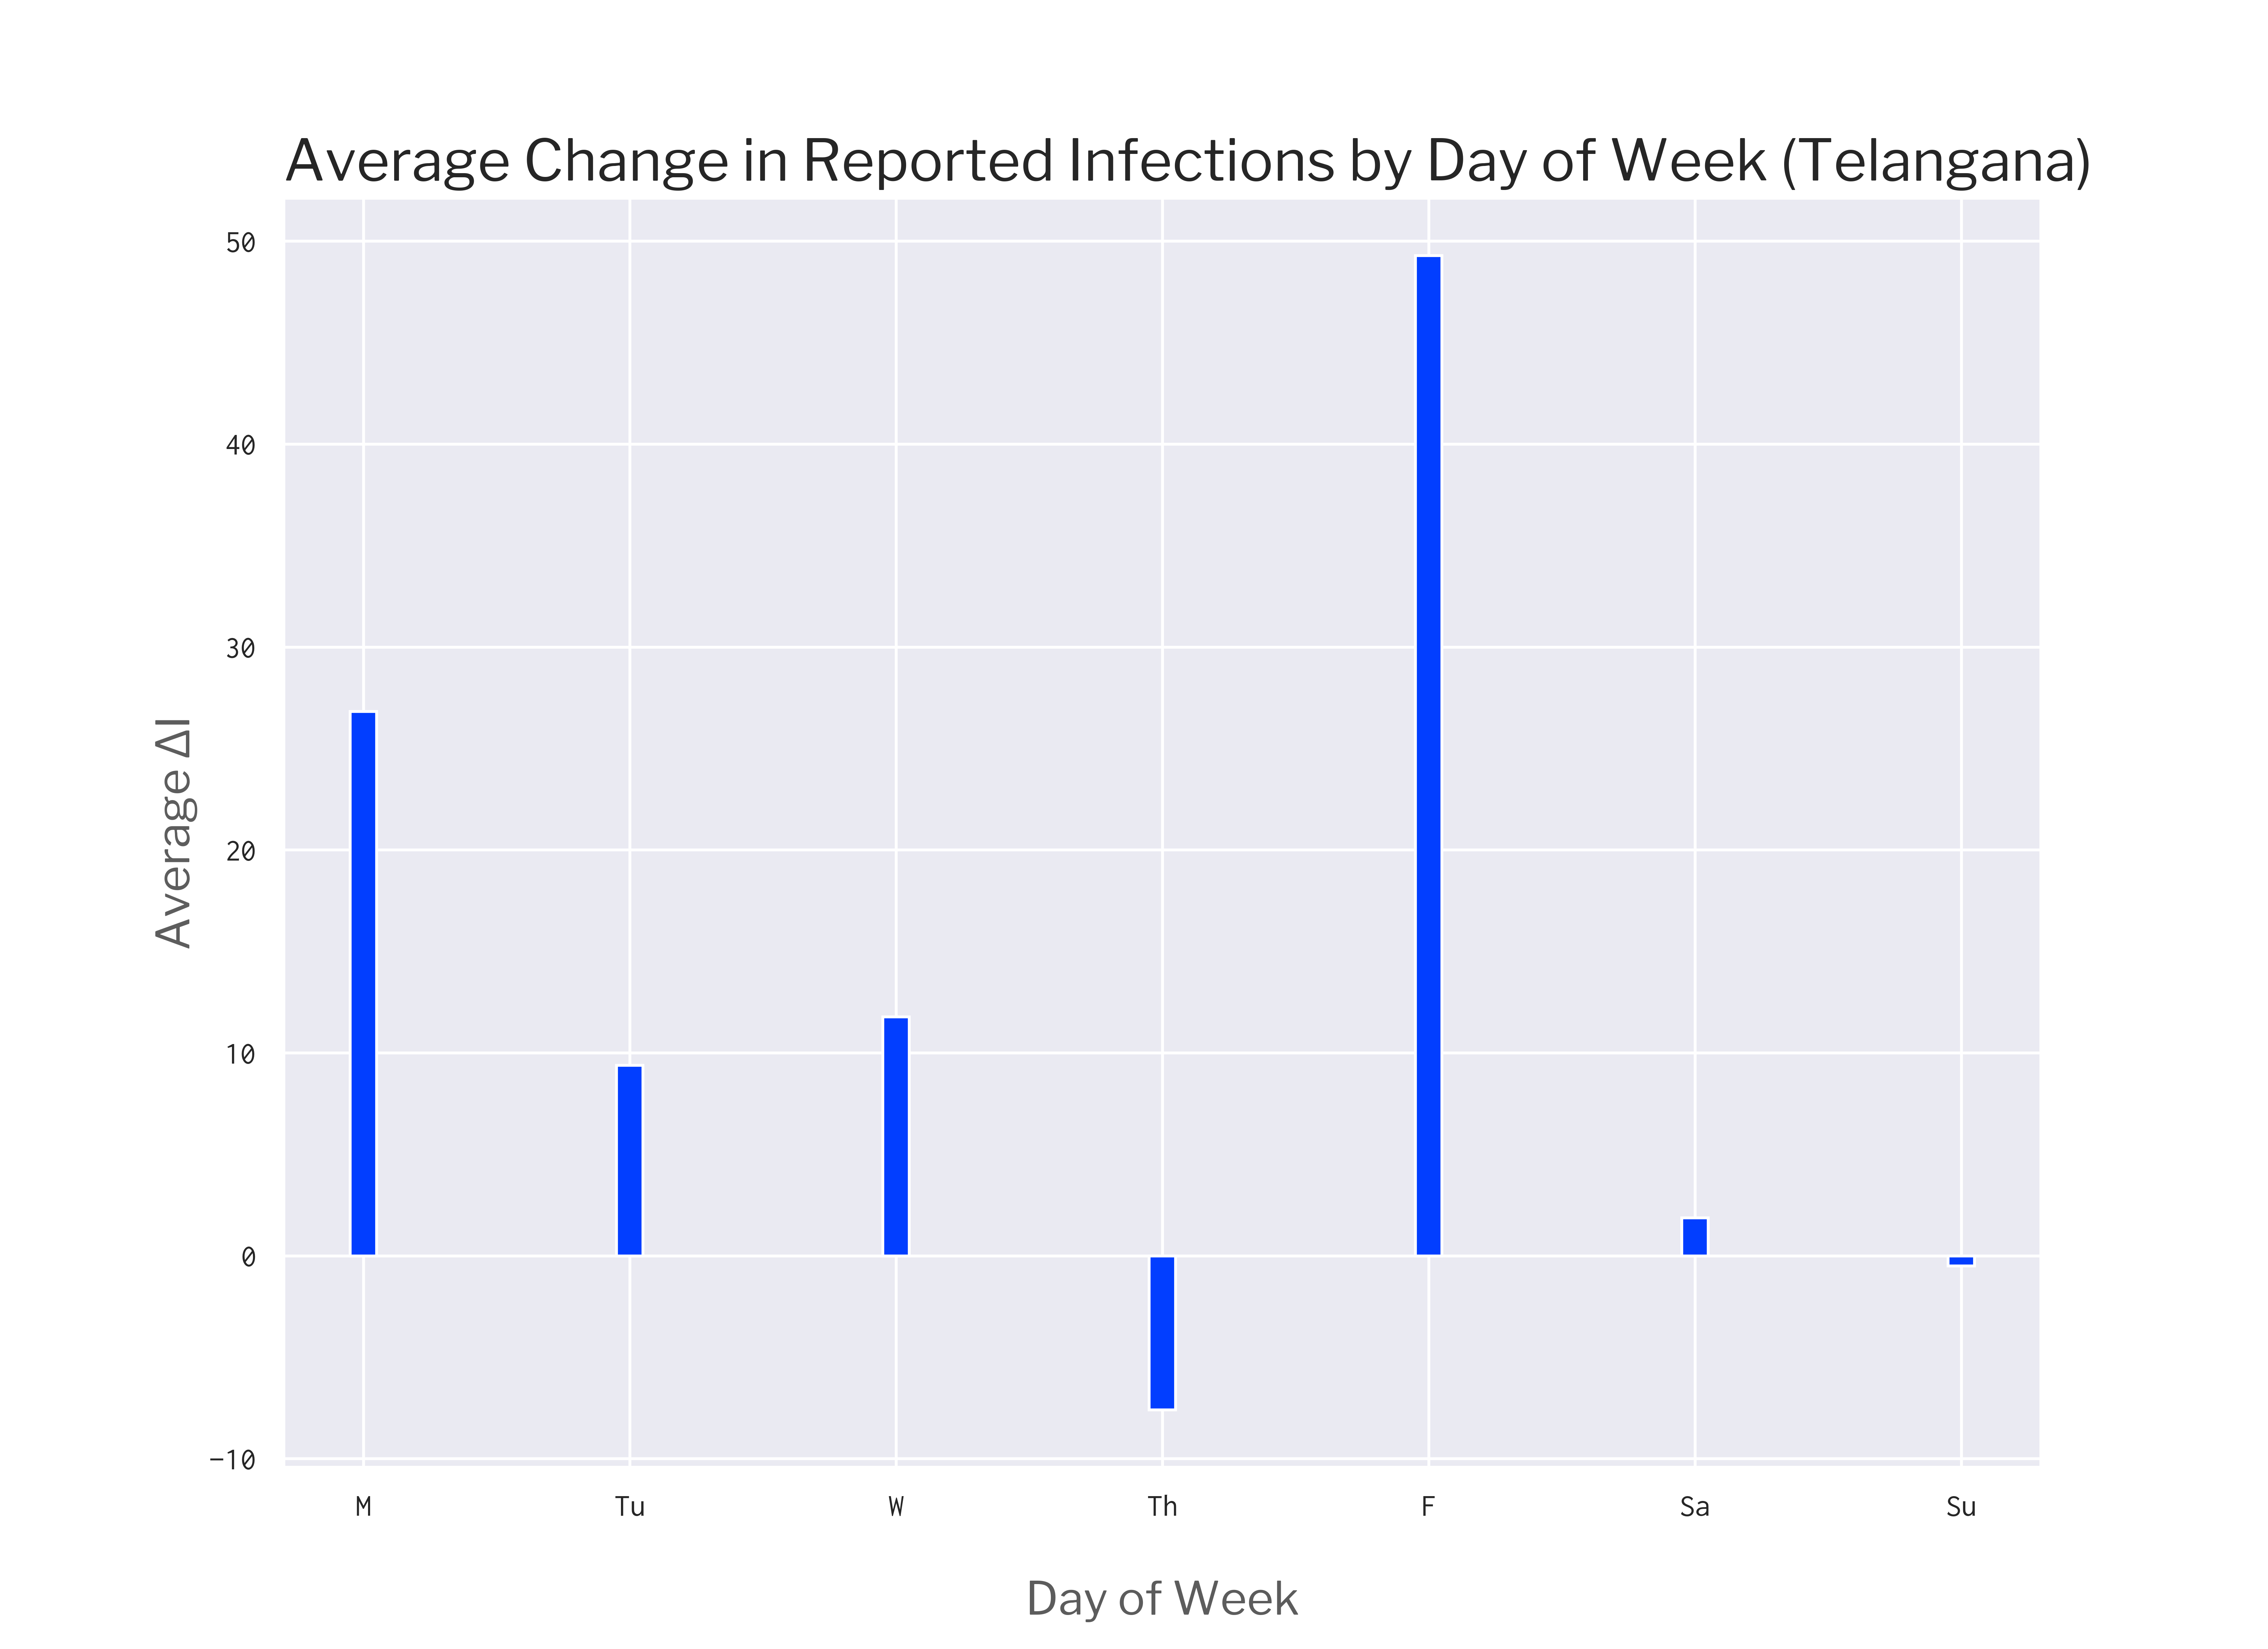 Average Change in Reported Infections by Day of Week (Telangana)
50
40
30
20
10
0
−10
Average ΔI
M Tu W Th F Sa Su
Day of Week